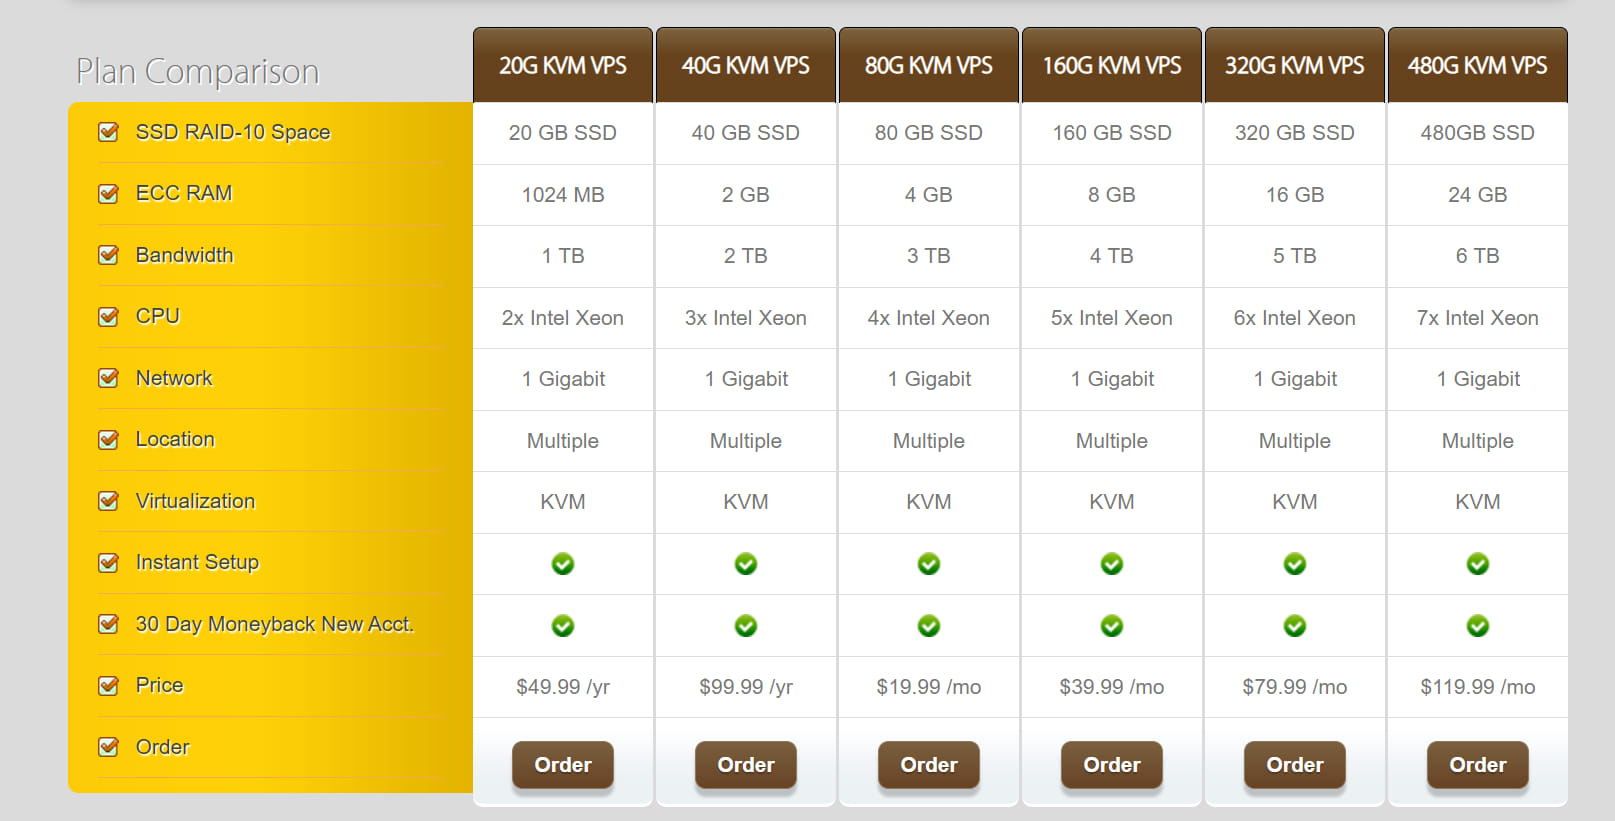 Plan Comparison 20G KVM VPS 40G KVM VPS 80G KVM VPS 160G KVM VPS 320G KVM VPS 480G KVM VPS
SSD RAID-10 Space 20 GB SSD 40 GB SSD 80 GB SSD 160 GB SSD 320 GB SSD 480GB SSD
ECC RAM 1024 MB 2 GB 4 GB 8 GB 16 GB 24 GB
Bandwidth 1 TB 2 TB 3 TB 4 TB 5 TB 6 TB
CPU 2x Intel Xeon 3x Intel Xeon 4x Intel Xeon 5x Intel Xeon 6x Intel Xeon 7x Intel Xeon
Network 1 Gigabit 1 Gigabit 1 Gigabit 1 Gigabit 1 Gigabit 1 Gigabit
Location Multiple Multiple Multiple Multiple Multiple Multiple
Virtualization KVM KVM KVM KVM KVM KVM
Instant Setup
30 Day Moneyback New Acct.
Price $49.99 /yr $99.99 /yr $19.99 /mo $39.99 /mo $79.99 /mo $119.99 /mo
Order Order Order Order Order Order Order